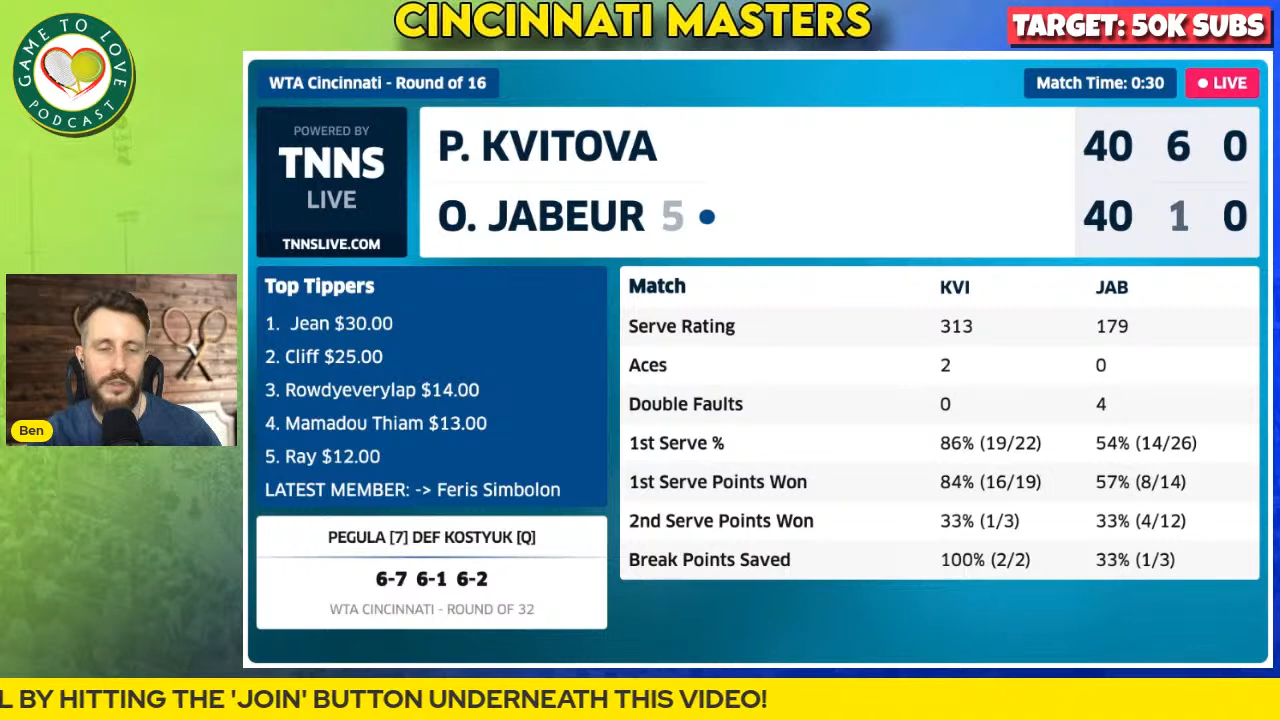 GAME TO LOVE
PODCAST
CINCINNATI MASTERS
TARGET: 50K SUBS
WTA Cincinnati - Round of 16
Match Time: 0:30
LIVE
POWERED BY
TNNS
LIVE
TNNSLIVE.COM
P. KVITOVA 40 6 0
O. JABEUR 5 40 1 0
Top Tippers
1. Jean $30.00
2. Cliff $25.00
3. Rowdyeverylap $14.00
4. Mamadou Thiam $13.00
5. Ray $12.00
LATEST MEMBER: -> Feris Simbolon
PEGULA [7] DEF KOSTYUK [Q]
6-7 6-1 6-2
WTA CINCINNATI - ROUND OF 32
Match KVI JAB
Serve Rating 313 179
Aces 2 0
Double Faults 0 4
1st Serve % 86% (19/22) 54% (14/26)
1st Serve Points Won 84% (16/19) 57% (8/14)
2nd Serve Points Won 33% (1/3) 33% (4/12)
Break Points Saved 100% (2/2) 33% (1/3)
Ben
L BY HITTING THE 'JOIN' BUTTON UNDERNEATH THIS VIDEO!